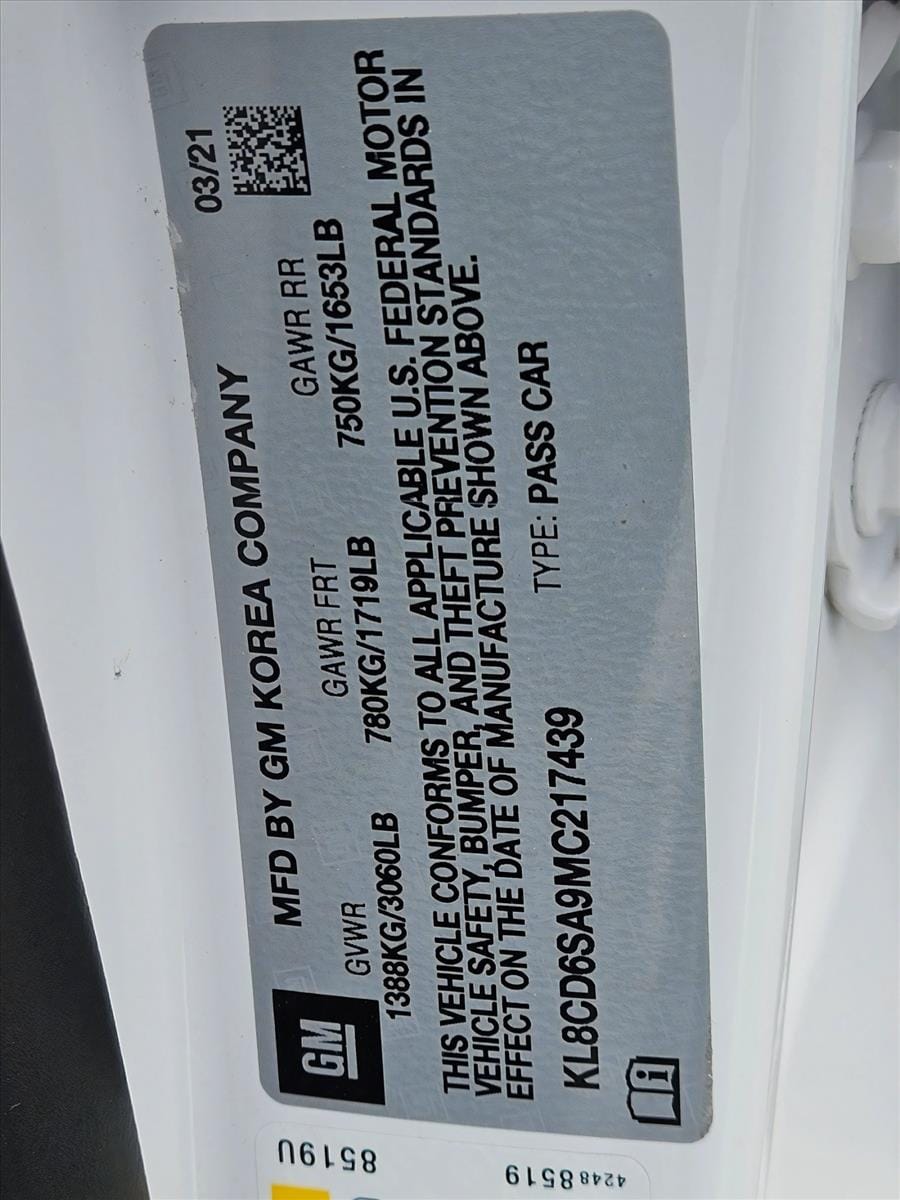 GM
MFD BY GM KOREA COMPANY
03/21
GVWR GAWR FRT GAWR RR
1388KG/3060LB 780KG/1719LB 750KG/1653LB
THIS VEHICLE CONFORMS TO ALL APPLICABLE U.S. FEDERAL MOTOR
VEHICLE SAFETY, BUMPER, AND THEFT PREVENTION STANDARDS IN
EFFECT ON THE DATE OF MANUFACTURE SHOWN ABOVE.
KL8CD6SA9MC217439 TYPE: PASS CAR
8519U
42488519